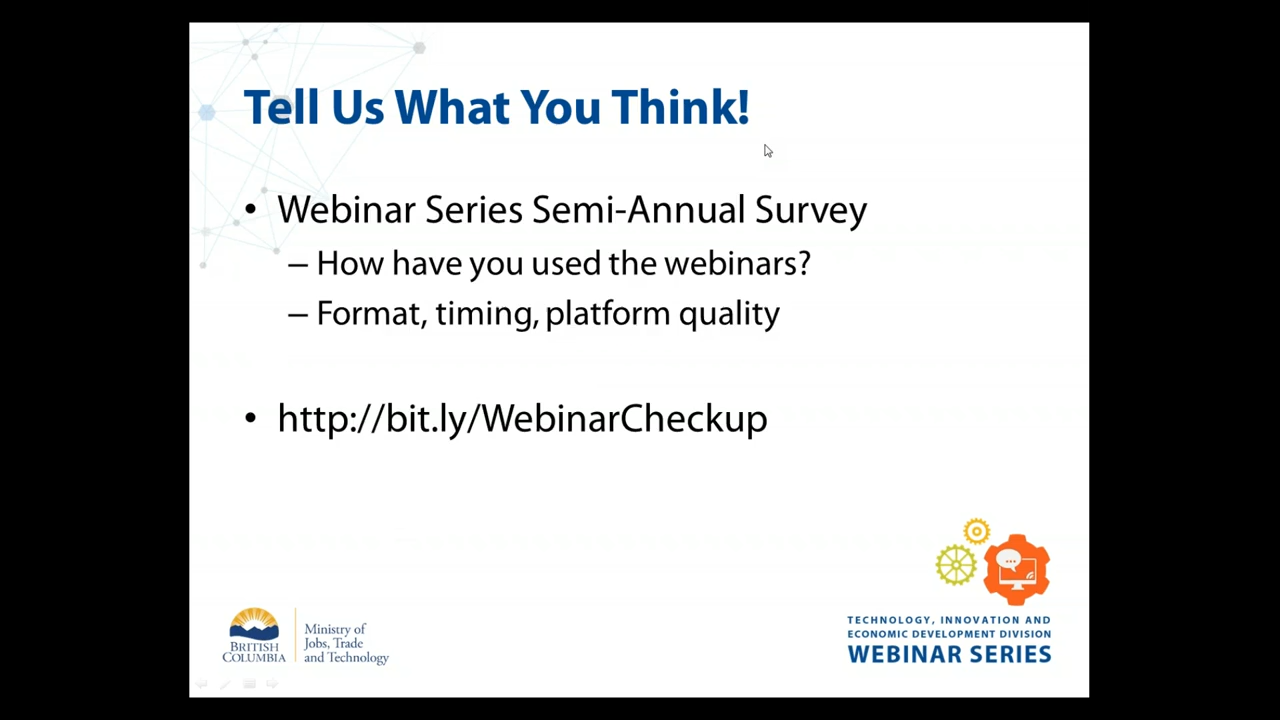 Tell Us What You Think!
• Webinar Series Semi-Annual Survey
– How have you used the webinars?
– Format, timing, platform quality
• http://bit.ly/WebinarCheckup
BRITISH
COLUMBIA
Ministry of
Jobs, Trade
and Technology
TECHNOLOGY, INNOVATION AND
ECONOMIC DEVELOPMENT DIVISION
WEBINAR SERIES